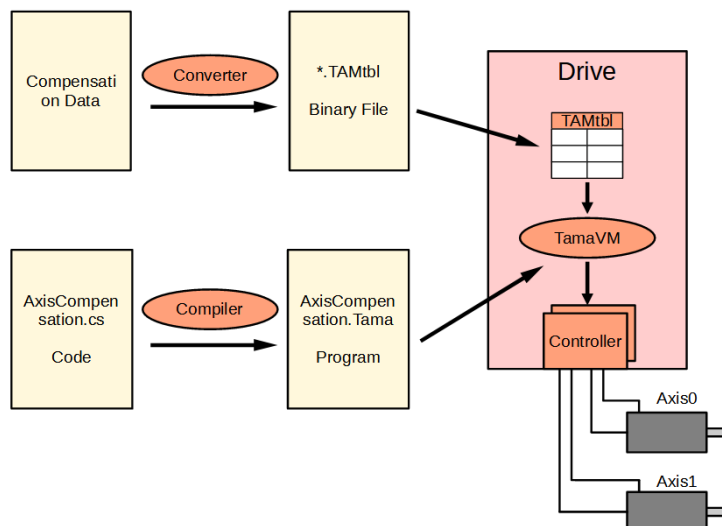 Compensati
on Data
Converter
*.TAMtbl
Binary File
Drive
TAMtbl
TamaVM
Controller
AxisCompen
sation.cs
Code
Compiler
AxisCompen
sation.Tama
Program
Axis0
Axis1